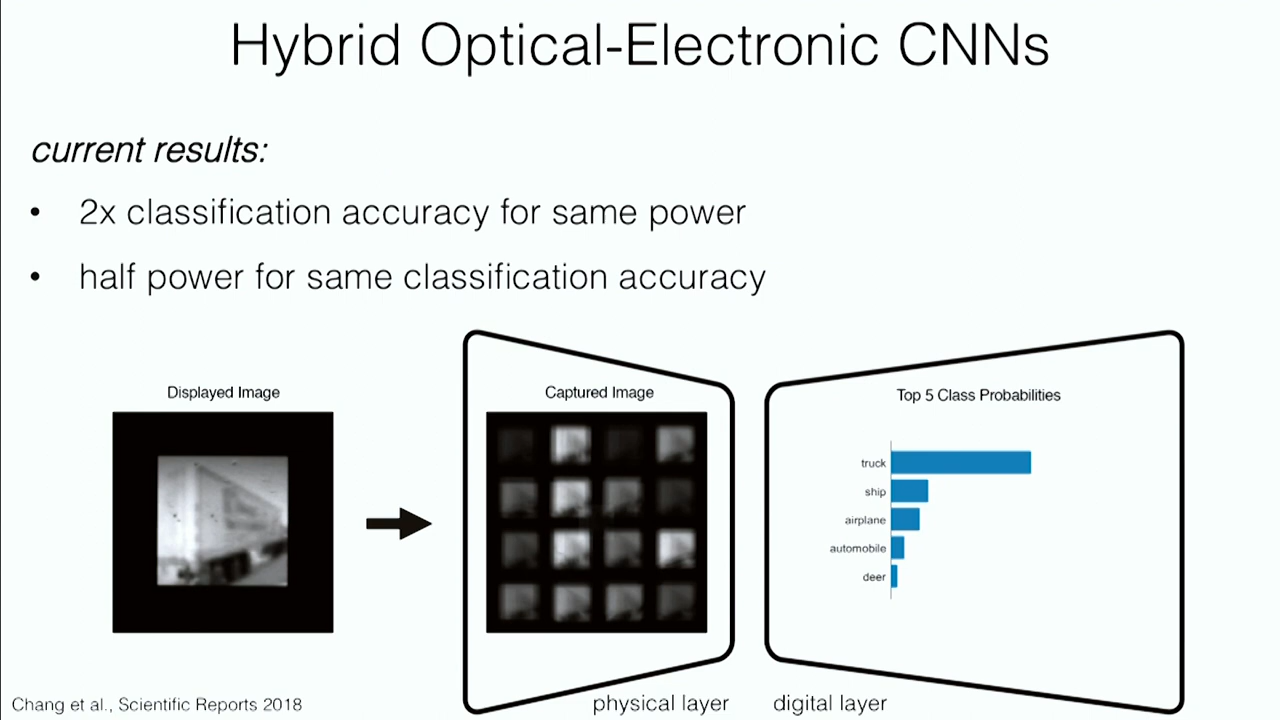 Hybrid Optical-Electronic CNNs
current results:
• 2x classification accuracy for same power
• half power for same classification accuracy
Displayed Image
Captured Image
Top 5 Class Probabilities
truck
ship
airplane
automobile
deer
Chang et al., Scientific Reports 2018
physical layer
digital layer